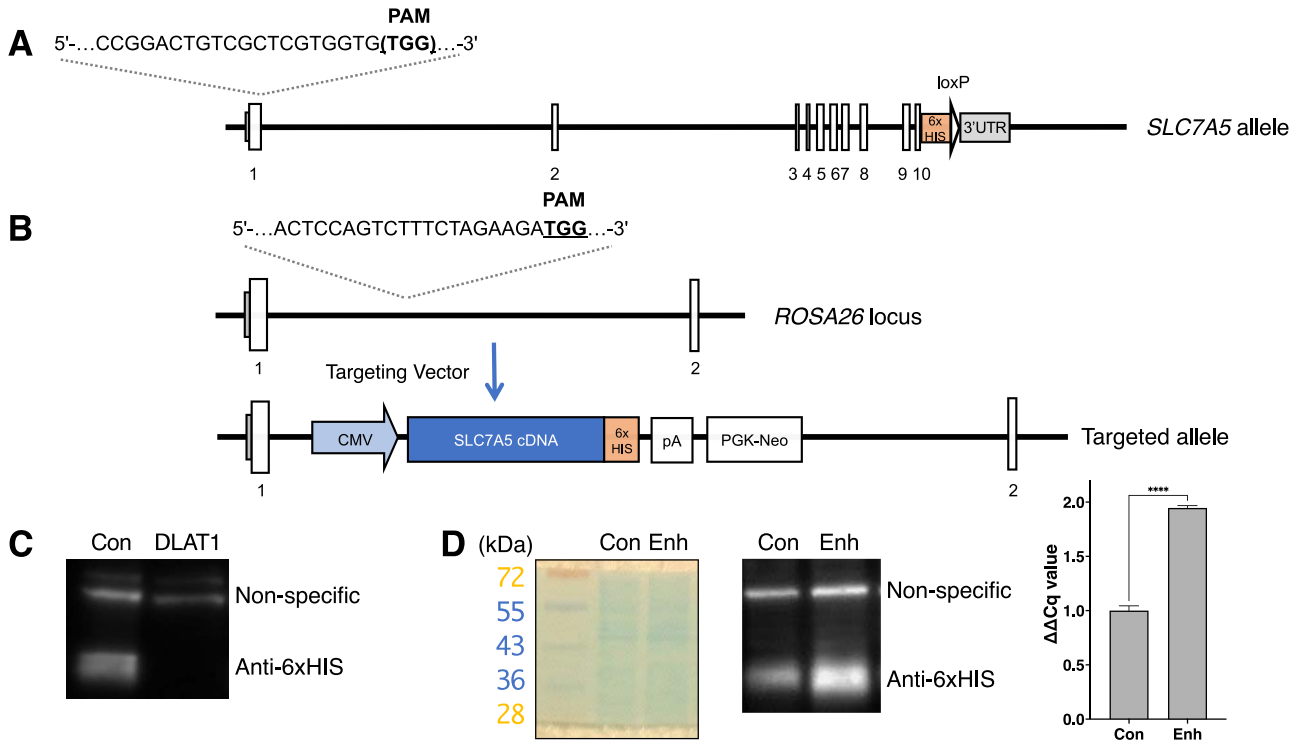 A
PAM
5'-...CCGGACTGTCGCTCGTGGTG(TGG)...-3'
loxP
6x
HIS
3'UTR
SLC7A5 allele
1 2 3 4 5 67 8 9 10
B
PAM
5'-...ACTCCAGTCTTTCTAGAAGATGG...-3'
ROSA26 locus
1 2
Targeting Vector
CMV
SLC7A5 cDNA
6x
HIS
pA
PGK-Neo
Targeted allele
1 2
C
Con DLAT1
Non-specific
Anti-6xHIS
D
(kDa) Con Enh
72
55
43
36
28
Con Enh
Non-specific
Anti-6xHIS
****
ΔΔCq value
2.0
1.5
1.0
0.5
0.0
Con Enh